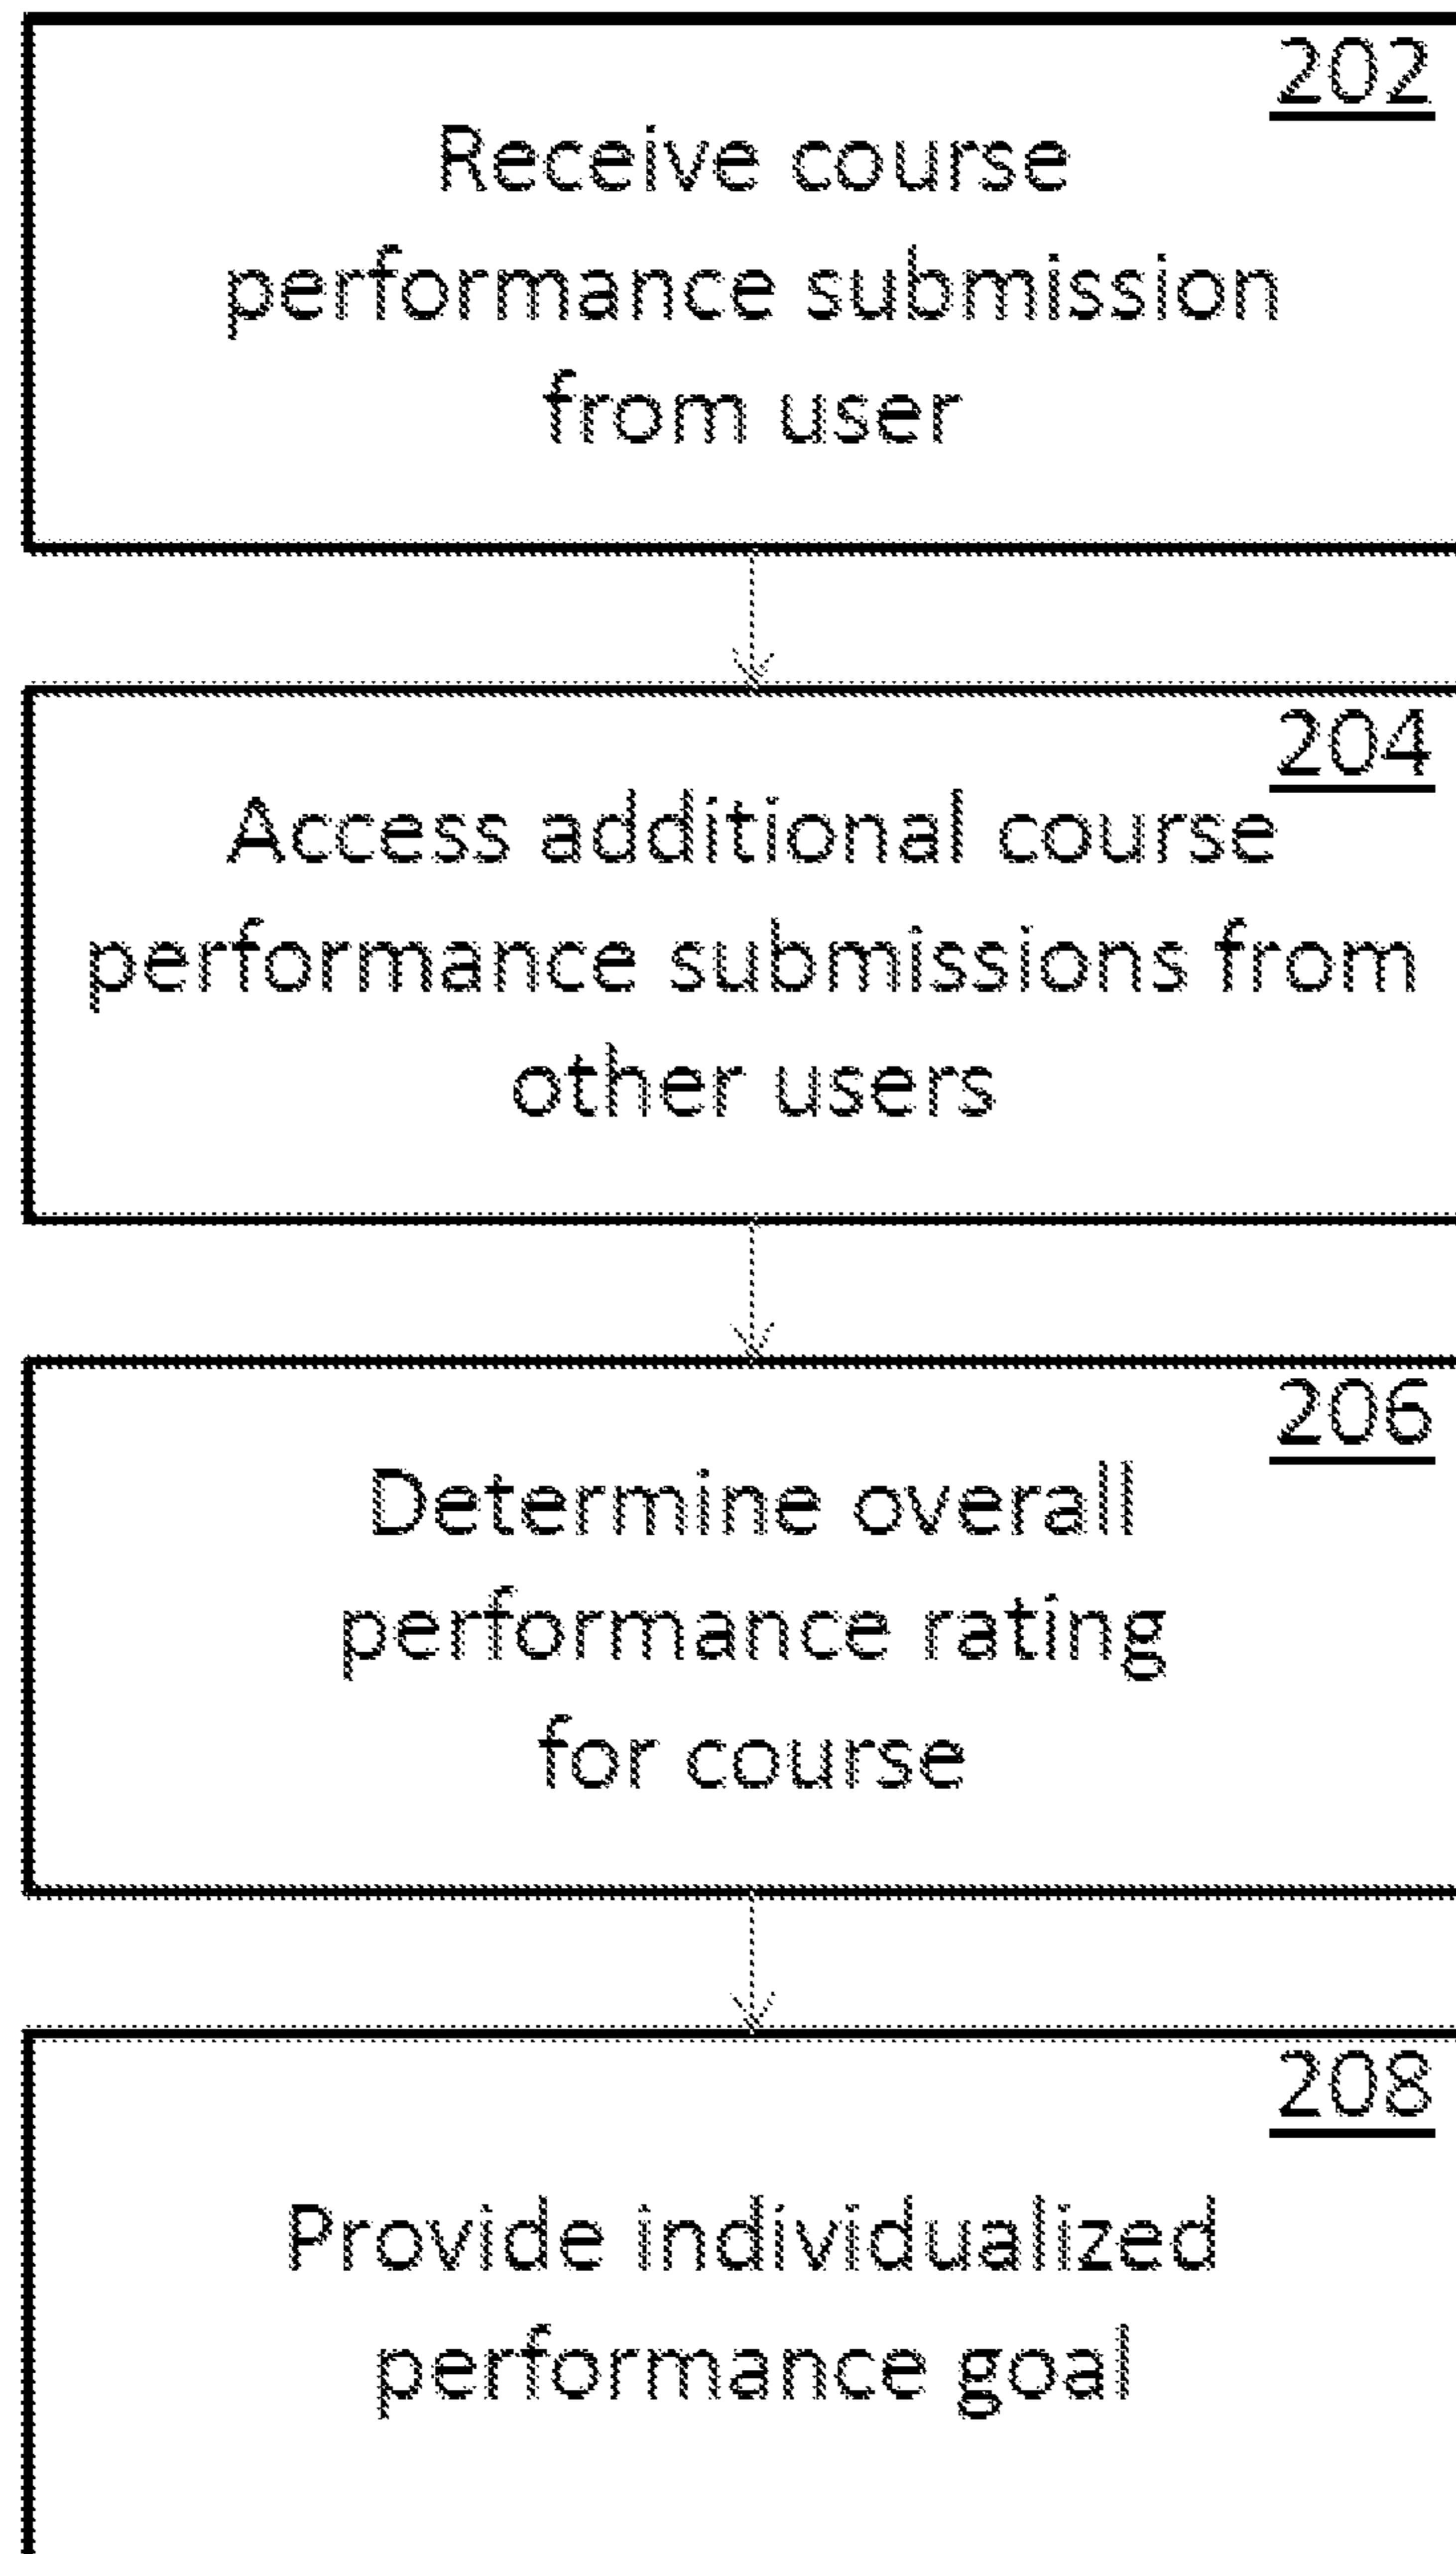 202
Receive course
performance submission
from user
204
Access additional course
performance submissions from
other users
206
Determine overall
performance rating
for course
208
Provide individualized
performance goal